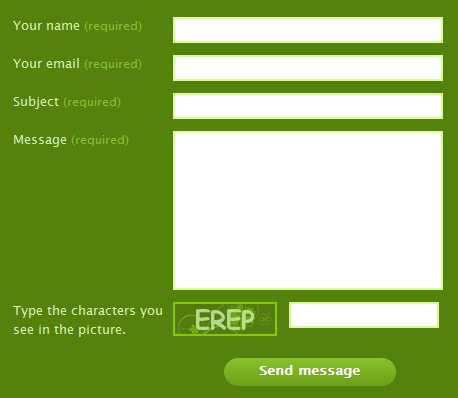 Your name (required)
Your email (required)
Subject (required)
Message (required)
Type the characters you
see in the picture.
EREP
Send message